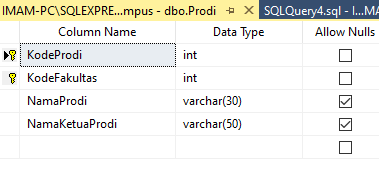 IMAM-PC\SQLEXPRE...mpus - dbo.Prodi
SQLQuery4.sql - I...M
Column Name Data Type Allow Nulls
KodeProdi int
KodeFakultas int
NamaProdi varchar(30)
NamaKetuaProdi varchar(50)